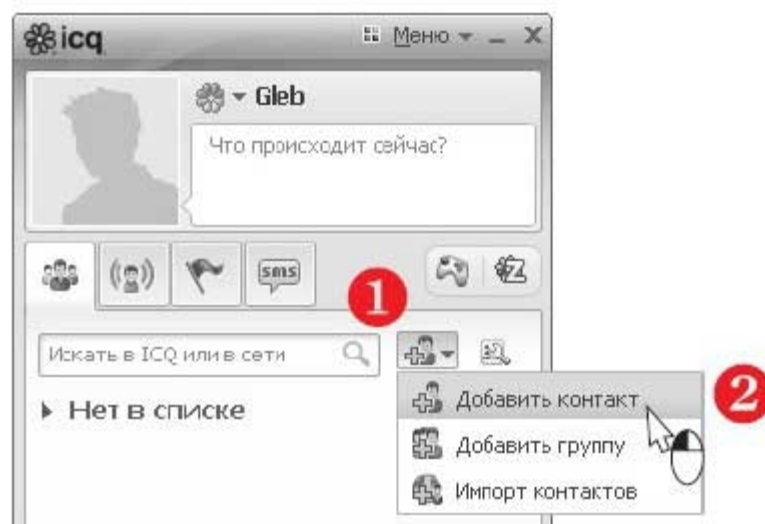 icq
Меню
Gleb
Что происходит сейчас?
sms
1
Искать в ICQ или в сети
Нет в списке
Добавить контакт
2
Добавить группу
Импорт контактов